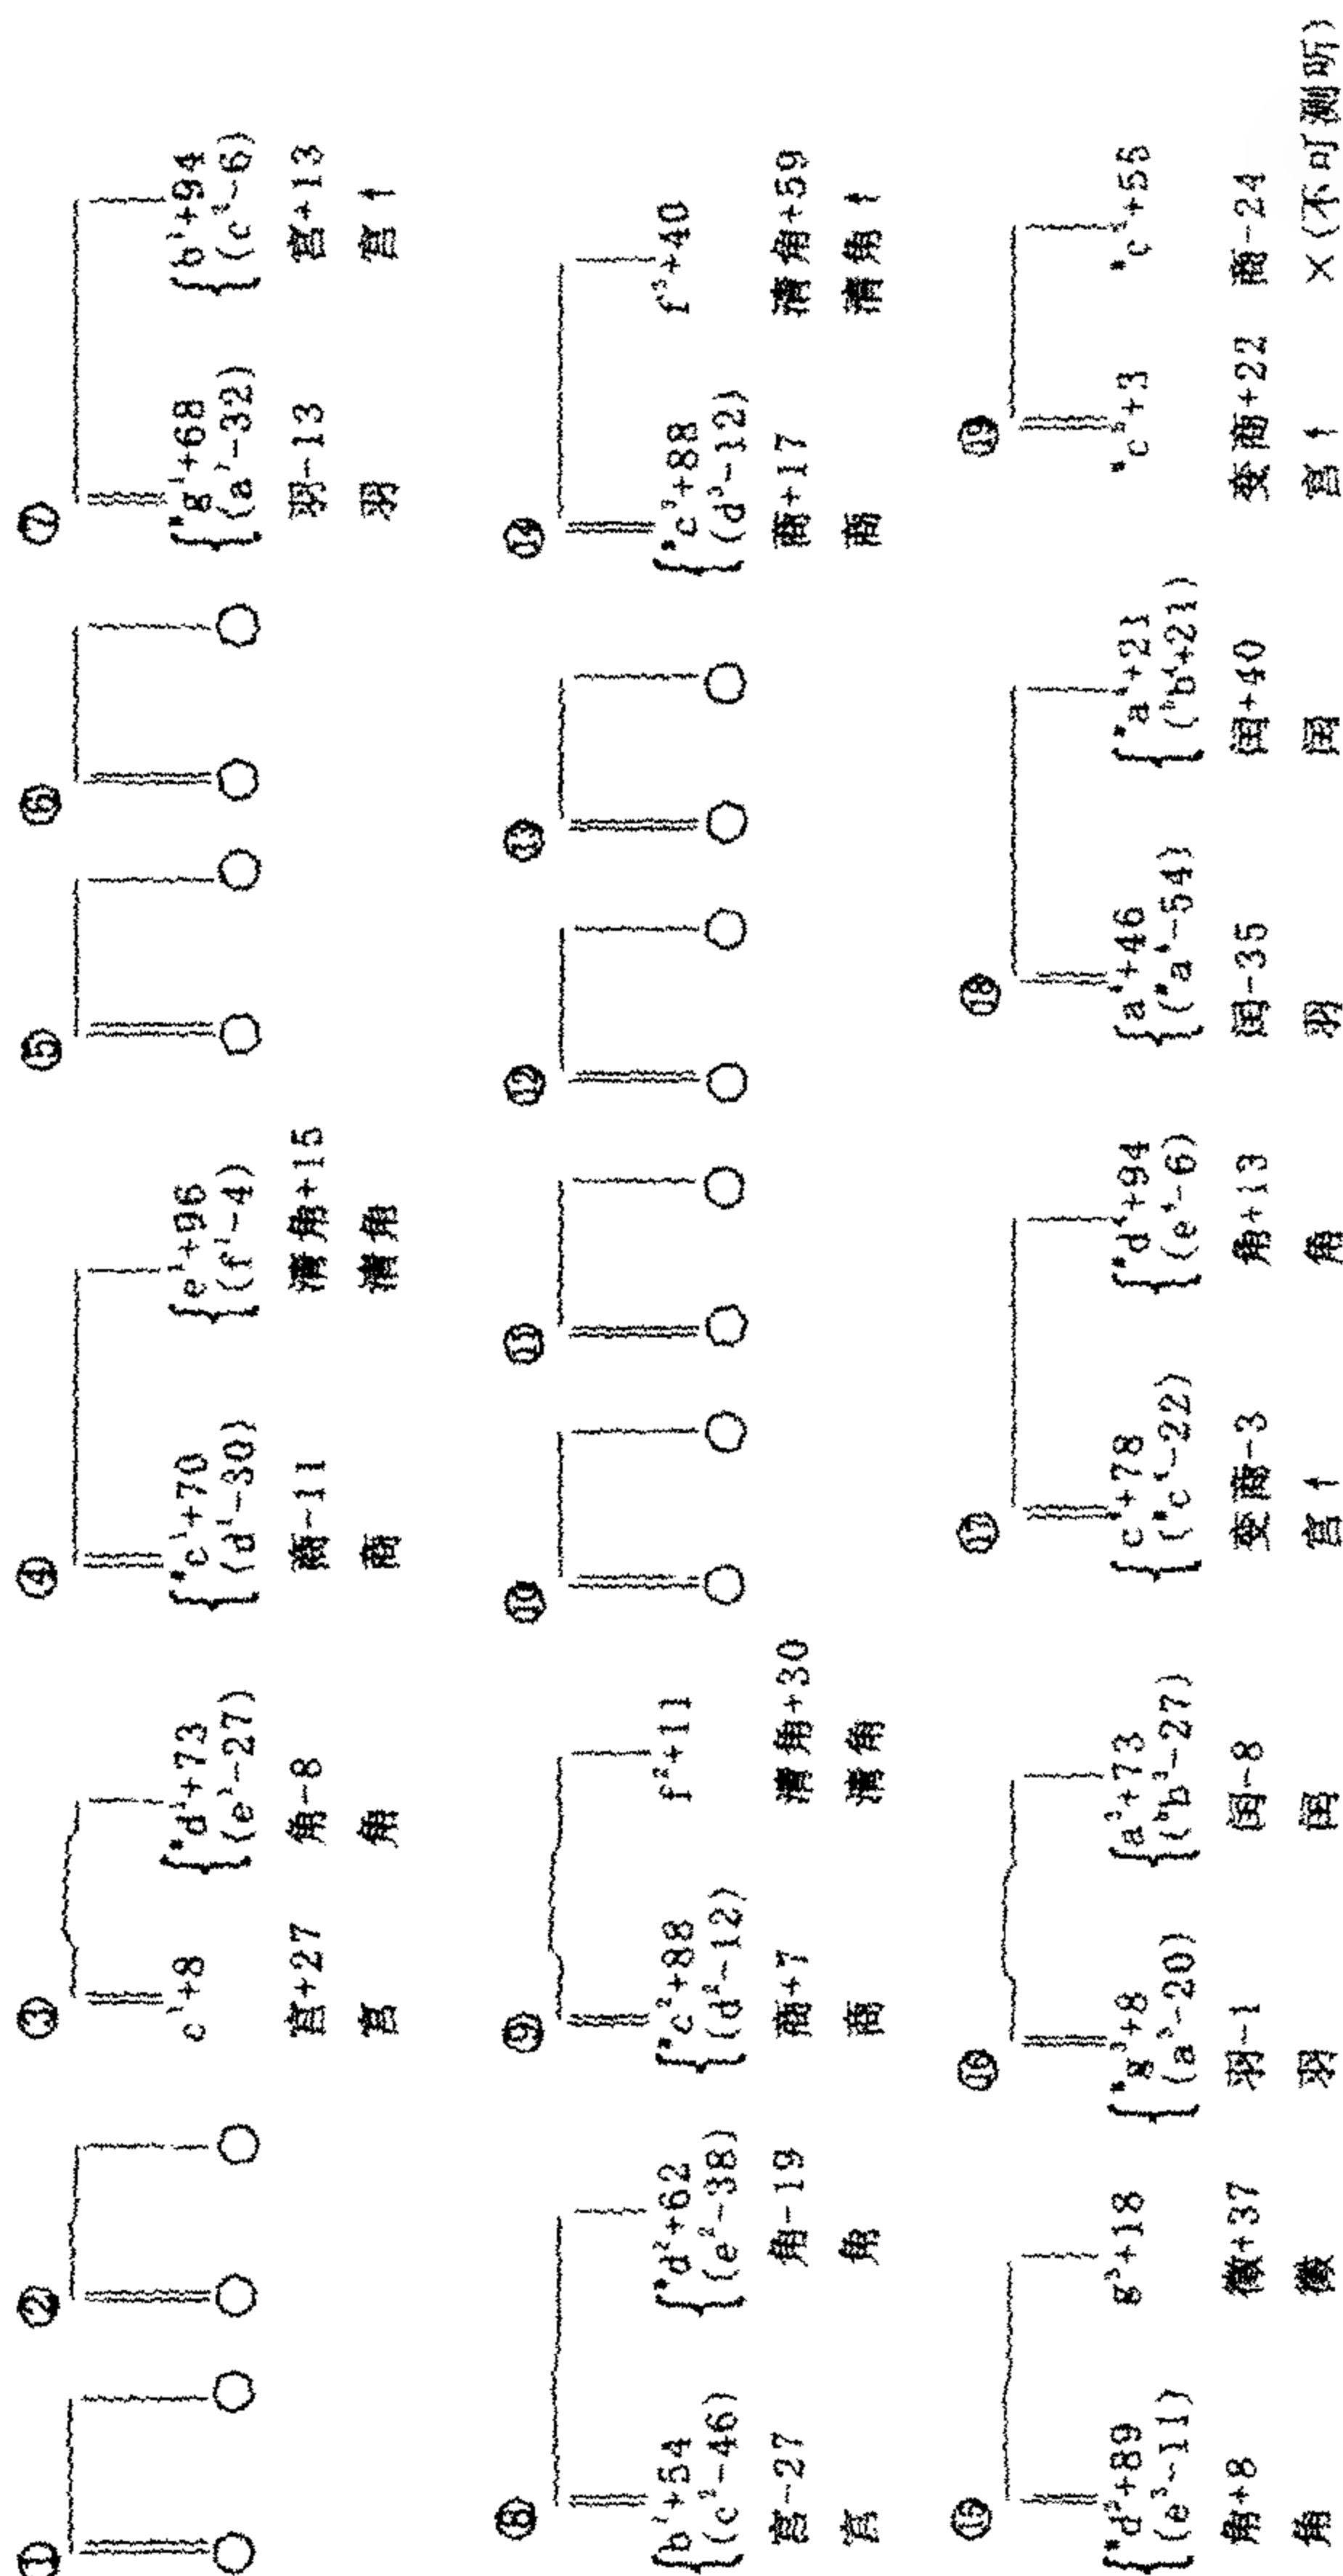 ① ② ③ ④ ⑤ ⑥ ⑦
c¹+8 {#d¹+73 {#c¹+70 {e¹+96 {#g¹+68 {b¹+94
(e¹-27) (d¹-30) (f¹-4) (a¹-32) (c²-6)
宫+27 角-8 商-11 清角+15 羽-13 宫+13
宫 角 商 清角 羽 宫↑
⑧ ⑨ ⑩ ⑪ ⑫ ⑬ ⑭
{b¹+54 {#d²+62 {#c²+88 f²+11 {#c³+88 f³+40
(c²-46) (e²-38) (d²-12) (d³-12)
宫-27 角-19 商+7 清角+30 商+17 清角+59
宫 角 商 清角 商 清角↑
⑮ ⑯ ⑰ ⑱ ⑲
{#d³+89 g³+18 {#g³+8 {a³+73 {c⁴+78 {#d⁴+94 {a⁴+46 {#a⁴+21 #c⁵+3 #c⁵+55
(e³-11) (a³-20) (ᵇb³-27) (#c⁴-22) (e⁴-6) (#a⁴-54) (ᵇb⁴+21)
角+8 徵+37 羽-1 闰-8 变商-3 角+13 闰-35 闰+40 变商+22 商-24
角 徵 羽 闰 宫↑ 角 羽 闰 宫↑ ×(不可测听)